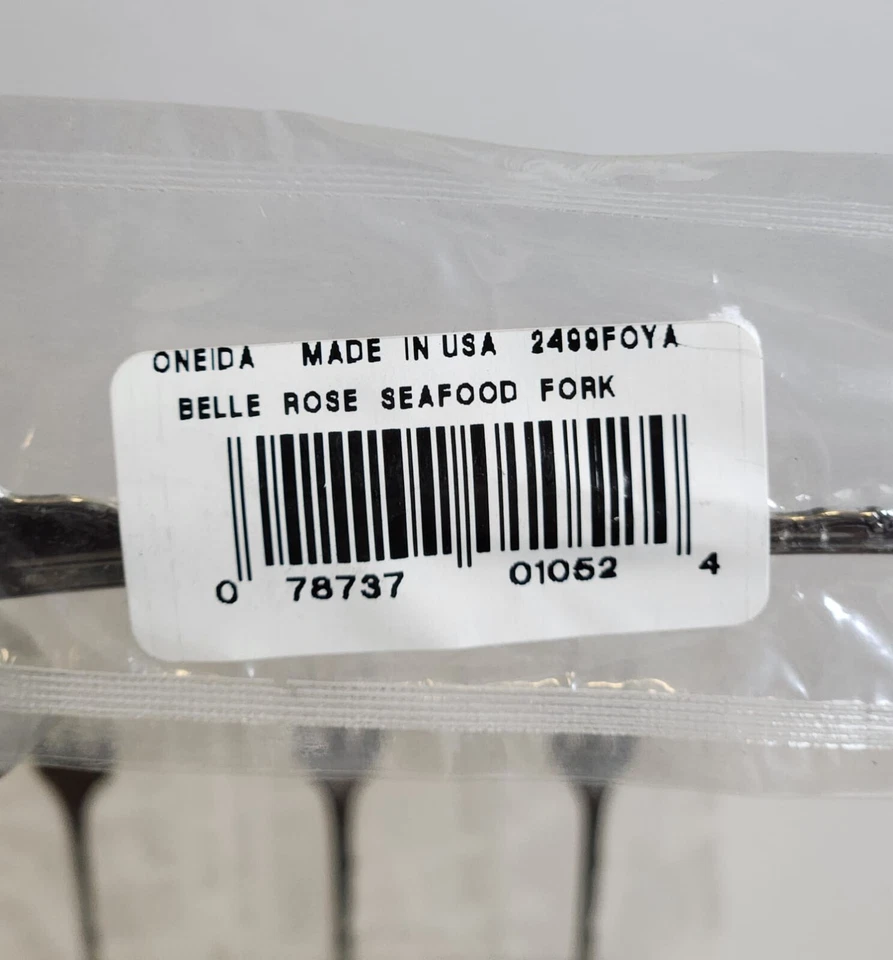 ONEIDA MADE IN USA 2499FOYA
BELLE ROSE SEAFOOD FORK
0 78737 01052 4